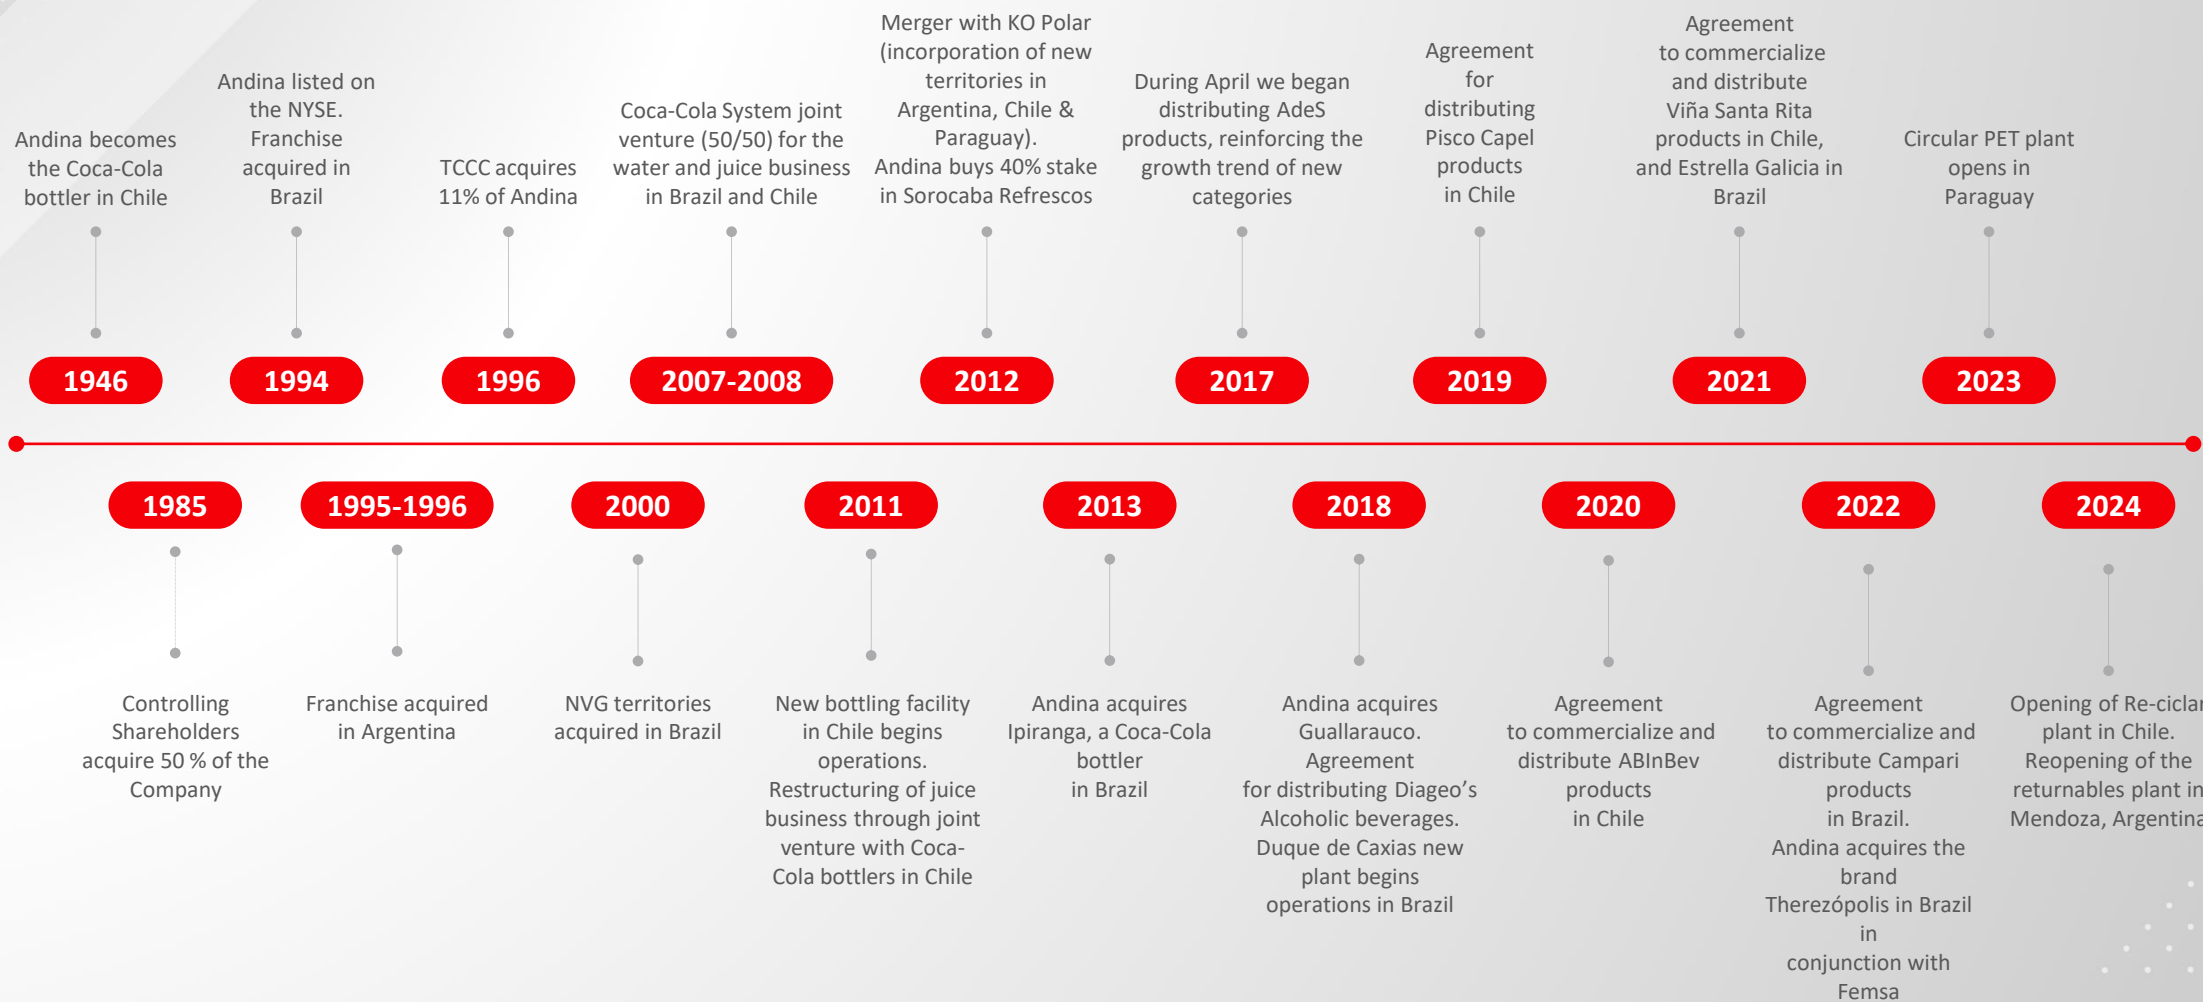 Andina becomes
the Coca-Cola
bottler in Chile
Andina listed on
the NYSE.
Franchise
acquired in
Brazil
TCCC acquires
11% of Andina
Coca-Cola System joint
venture (50/50) for the
water and juice business
in Brazil and Chile
Merger with KO Polar
(incorporation of new
territories in
Argentina, Chile &
Paraguay).
Andina buys 40% stake
in Sorocaba Refrescos
During April we began
distributing AdeS
products, reinforcing the
growth trend of new
categories
Agreement
for
distributing
Pisco Capel
products
in Chile
Agreement
to commercialize
and distribute
Viña Santa Rita
products in Chile,
and Estrella Galicia in
Brazil
Circular PET plant
opens in
Paraguay
1946
1994
1996
2007-2008
2012
2017
2019
2021
2023
1985
1995-1996
2000
2011
2013
2018
2020
2022
2024
Controlling
Shareholders
acquire 50 % of the
Company
Franchise acquired
in Argentina
NVG territories
acquired in Brazil
New bottling facility
in Chile begins
operations.
Restructuring of juice
business through joint
venture with Coca-
Cola bottlers in Chile
Andina acquires
Ipiranga, a Coca-Cola
bottler
in Brazil
Andina acquires
Guallarauco.
Agreement
for distributing Diageo’s
Alcoholic beverages.
Duque de Caxias new
plant begins
operations in Brazil
Agreement
to commercialize and
distribute ABInBev
products
in Chile
Agreement
to commercialize and
distribute Campari
products
in Brazil.
Andina acquires the
brand
Therezópolis in Brazil
in
conjunction with
Femsa
Opening of Re-ciclar
plant in Chile.
Reopening of the
returnables plant in
Mendoza, Argentina